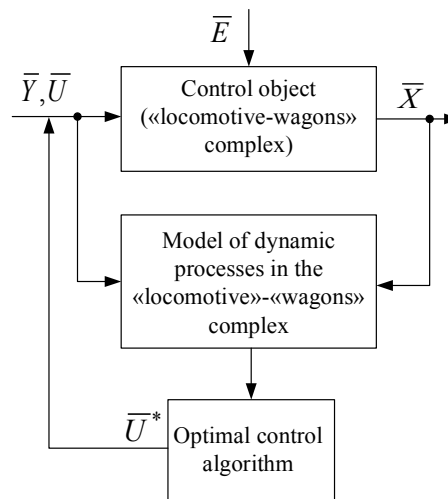 E̅
Y̅,U̅
Control object
(«locomotive-wagons»
complex)
X̅
Model of dynamic
processes in the
«locomotive»-«wagons»
complex
U̅*
Optimal control
algorithm